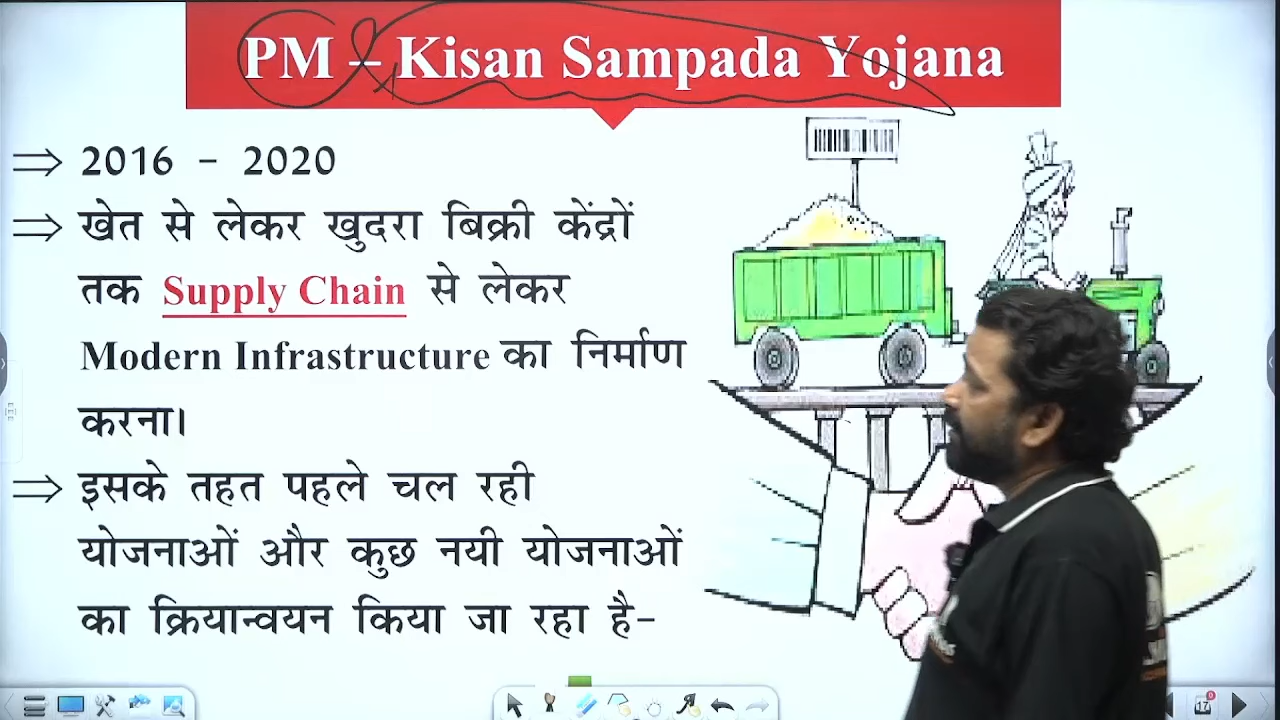 PM - Kisan Sampada Yojana
⇒ 2016 - 2020
⇒ खेत से लेकर खुदरा बिक्री केंद्रों
तक Supply Chain से लेकर
Modern Infrastructure का निर्माण
करना।
⇒ इसके तहत पहले चल रही
योजनाओं और कुछ नयी योजनाओं
का क्रियान्वयन किया जा रहा है-
17